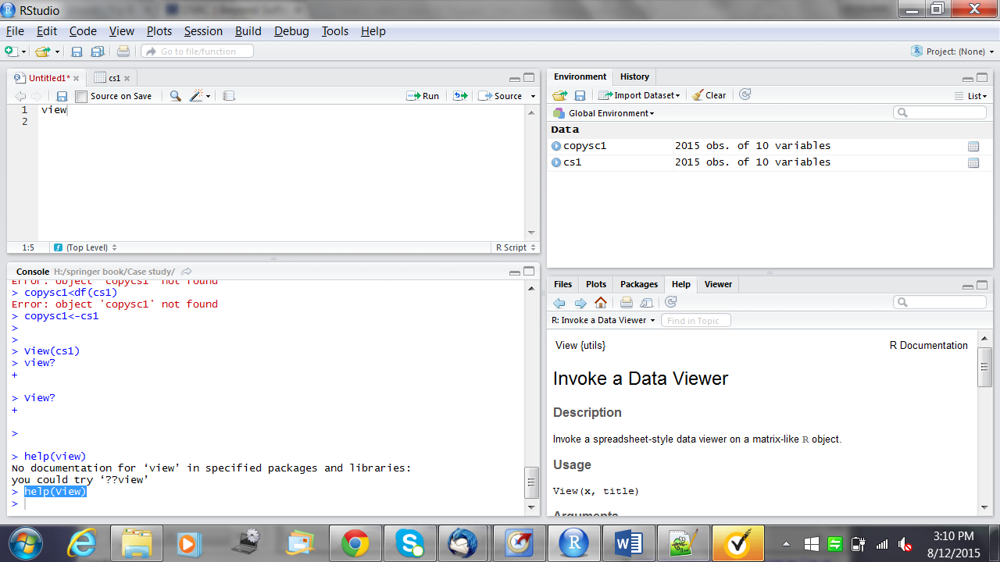 RStudio
File Edit Code View Plots Session Build Debug Tools Help
Go to file/function
Project: (None)
Untitled1* cs1
Source on Save
Run
Source
1 view
2
1:5 (Top Level) R Script
Console H:/springer book/Case study/
Error: object 'copycs1' not found
> copysc1<df(cs1)
Error: object 'copysc1' not found
> copysc1<-cs1
>
>
> View(cs1)
> view?
+
> View?
+
>
> help(view)
No documentation for ‘view’ in specified packages and libraries:
you could try ‘??view’
> help(View)
>
Environment History
Import Dataset Clear List
Global Environment
Data
copysc1 2015 obs. of 10 variables
cs1 2015 obs. of 10 variables
Files Plots Packages Help Viewer
R: Invoke a Data Viewer Find in Topic
View {utils} R Documentation
Invoke a Data Viewer
Description
Invoke a spreadsheet-style data viewer on a matrix-like R object.
Usage
View(x, title)
Arguments
3:10 PM
8/12/2015